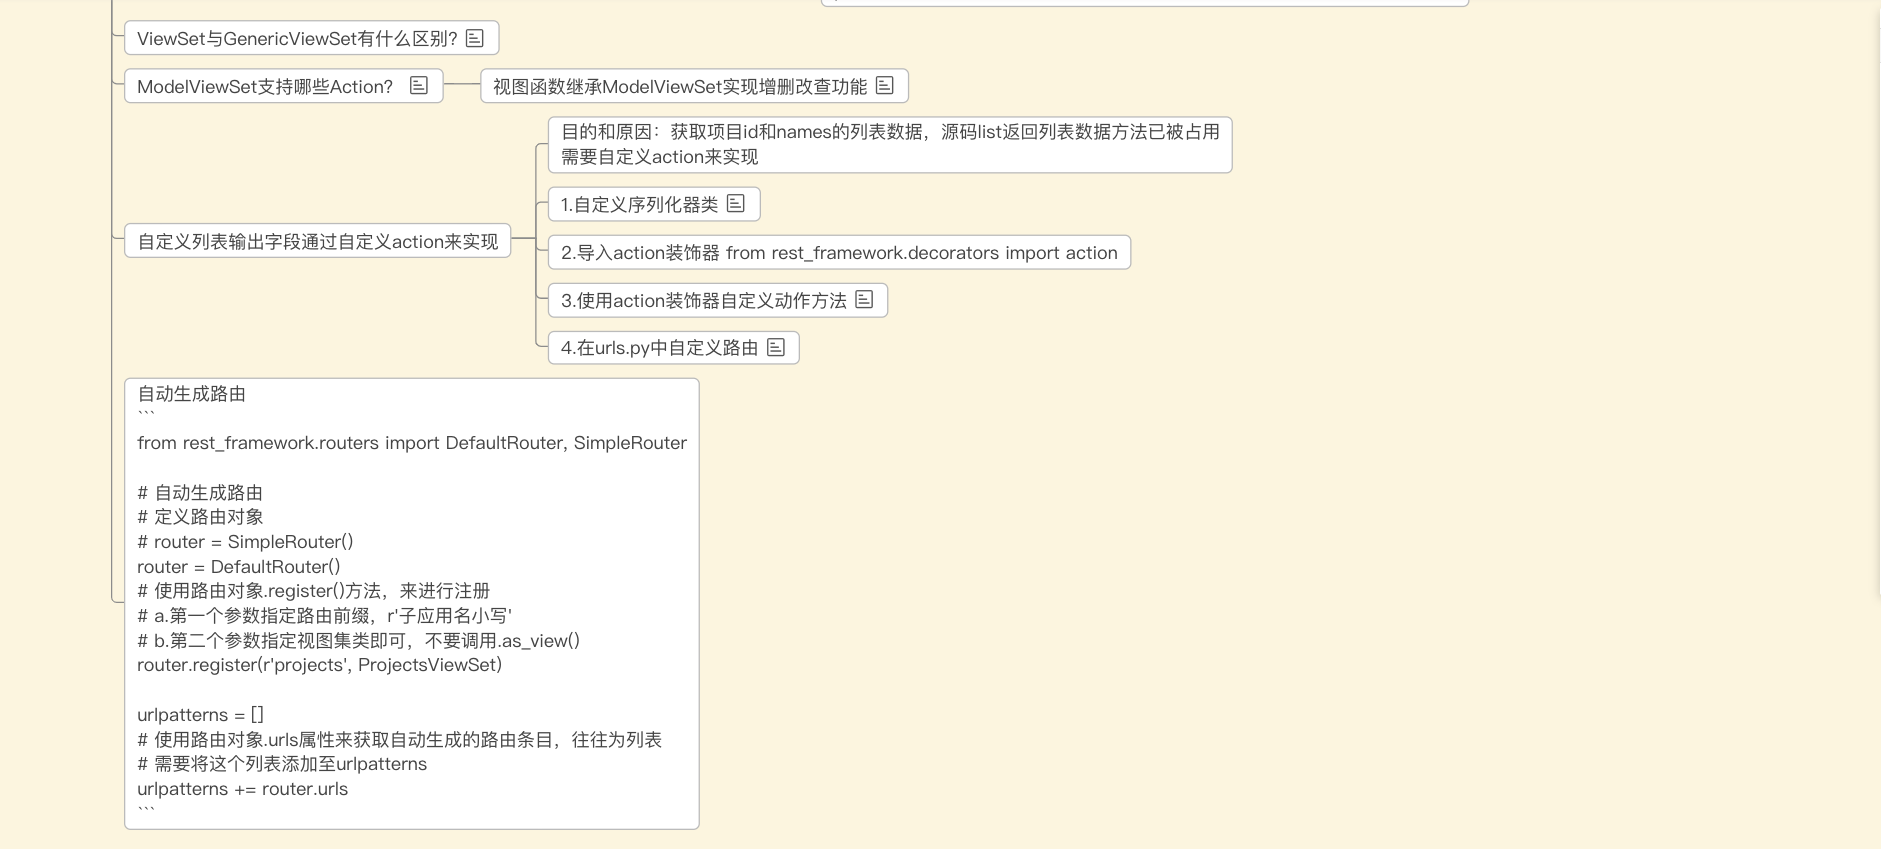 ViewSet与GenericViewSet有什么区别?
ModelViewSet支持哪些Action?
视图函数继承ModelViewSet实现增删改查功能
自定义列表输出字段通过自定义action来实现
目的和原因：获取项目id和names的列表数据，源码list返回列表数据方法已被占用
需要自定义action来实现
1.自定义序列化器类
2.导入action装饰器 from rest_framework.decorators import action
3.使用action装饰器自定义动作方法
4.在urls.py中自定义路由
自动生成路由
```
from rest_framework.routers import DefaultRouter, SimpleRouter
# 自动生成路由
# 定义路由对象
# router = SimpleRouter()
router = DefaultRouter()
# 使用路由对象.register()方法，来进行注册
# a.第一个参数指定路由前缀，r'子应用名小写'
# b.第二个参数指定视图集类即可，不要调用.as_view()
router.register(r'projects', ProjectsViewSet)
urlpatterns = []
# 使用路由对象.urls属性来获取自动生成的路由条目，往往为列表
# 需要将这个列表添加至urlpatterns
urlpatterns += router.urls
```